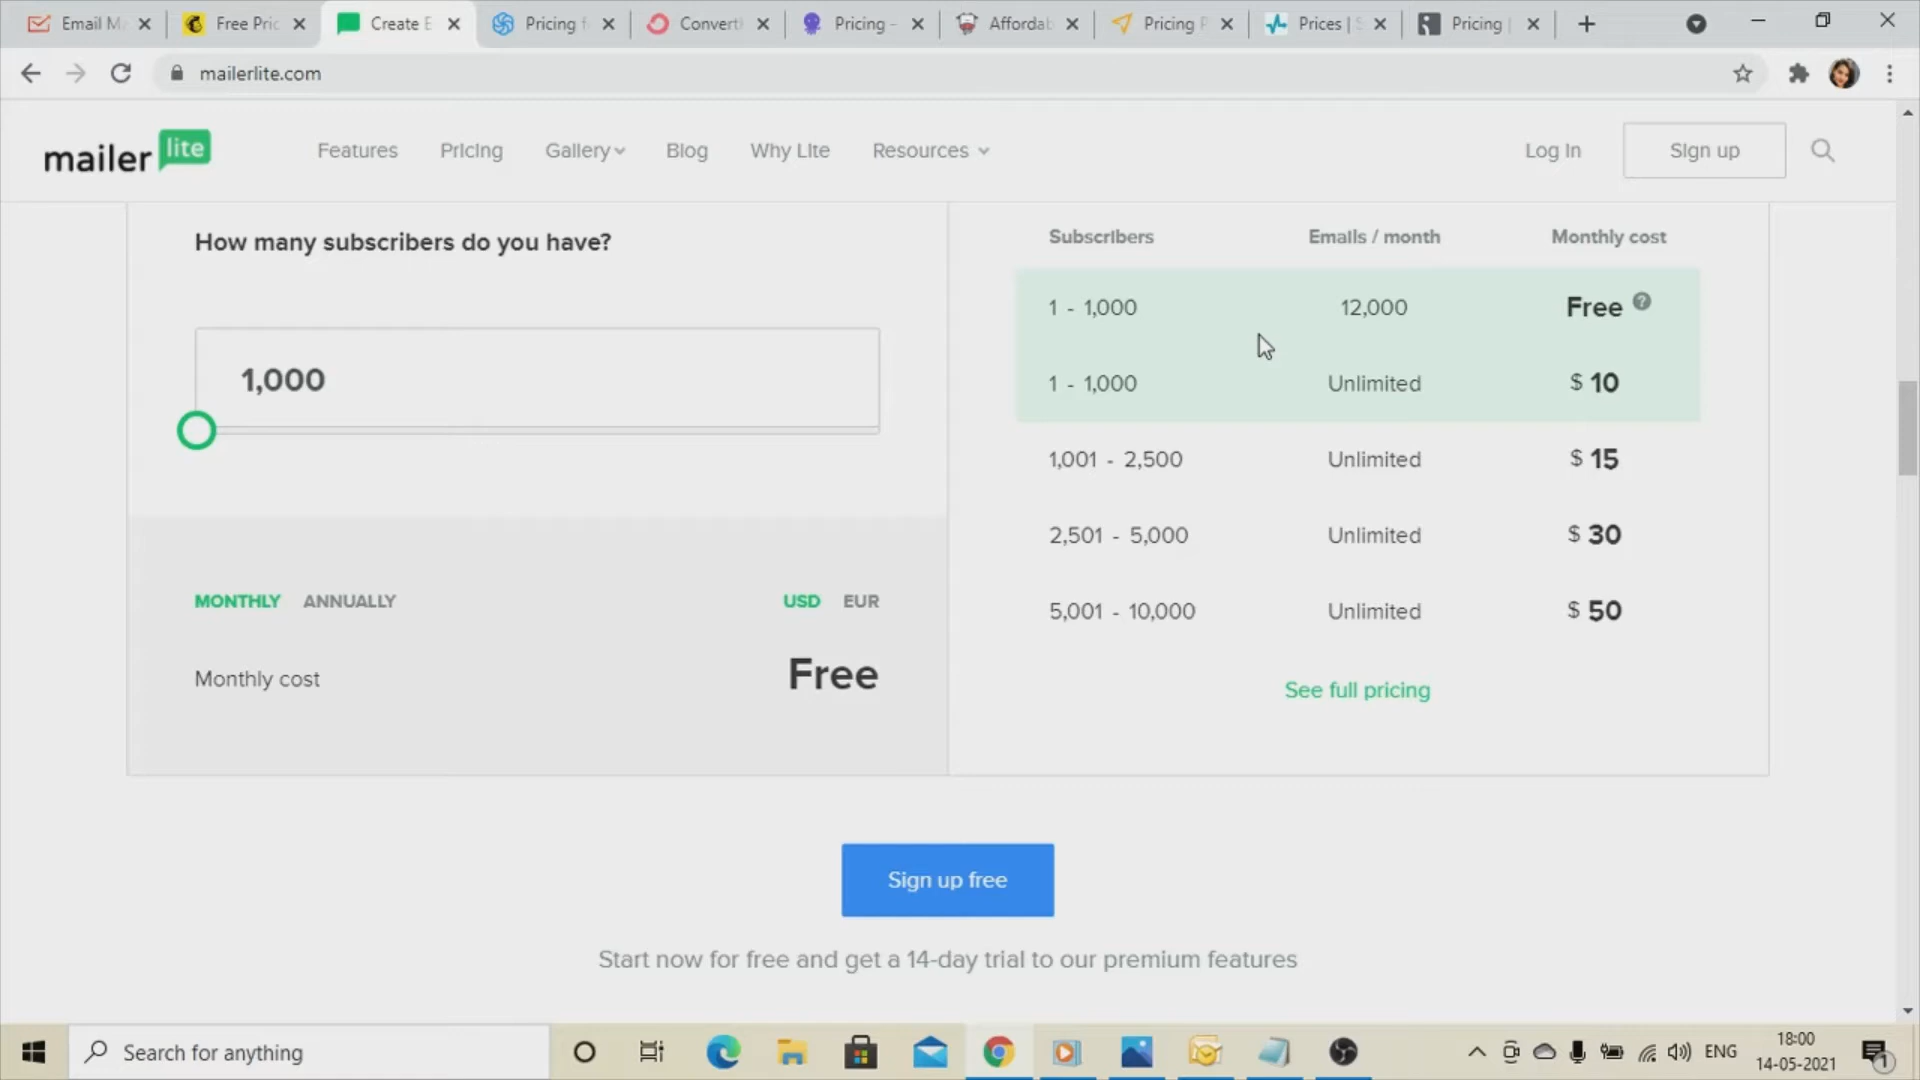 Email M
Free Pric
Create E
Pricing f
Convert
Pricing -
Affordab
Pricing P
Prices | S
Pricing |
mailerlite.com
mailer lite
Features
Pricing
Gallery
Blog
Why Lite
Resources
Log In
Sign up
How many subscribers do you have?
1,000
MONTHLY ANNUALLY
USD EUR
Monthly cost
Free
Subscribers Emails / month Monthly cost
1 - 1,000 12,000 Free ?
1 - 1,000 Unlimited $ 10
1,001 - 2,500 Unlimited $ 15
2,501 - 5,000 Unlimited $ 30
5,001 - 10,000 Unlimited $ 50
See full pricing
Sign up free
Start now for free and get a 14-day trial to our premium features
Search for anything
ENG
18:00
14-05-2021
1